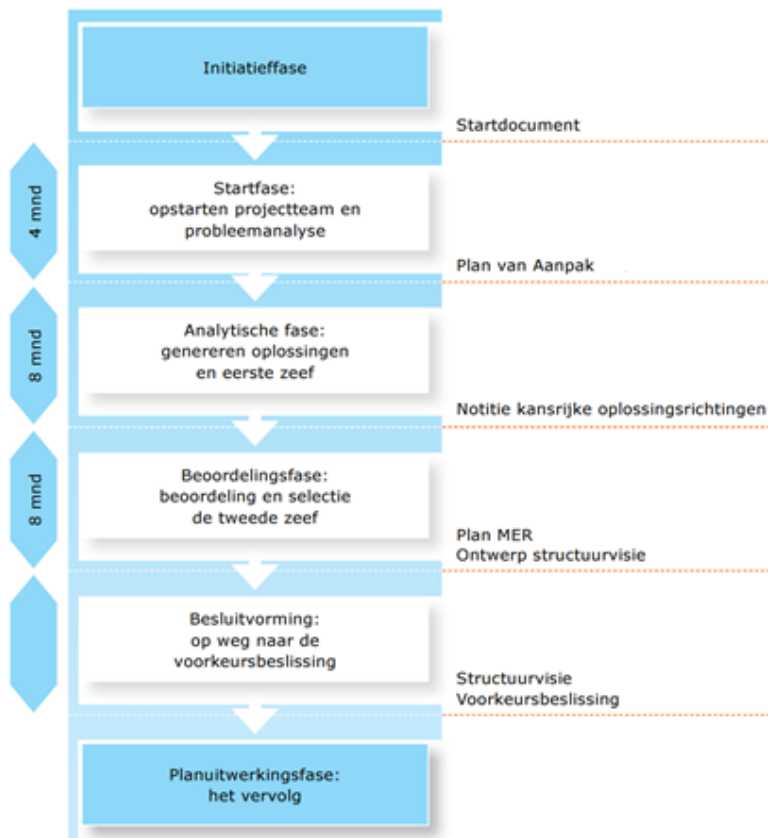 Initiatieffase
Startdocument
4 mnd
Startfase:
opstarten projectteam en
probleemanalyse
Plan van Aanpak
8 mnd
Analytische fase:
genereren oplossingen
en eerste zeef
Notitie kansrijke oplossingsrichtingen
8 mnd
Beoordelingsfase:
beoordeling en selectie
de tweede zeef
Plan MER
Ontwerp structuurvisie
Besluitvorming:
op weg naar de
voorkeursbeslissing
Structuurvisie
Voorkeursbeslissing
Planuitwerkingsfase:
het vervolg